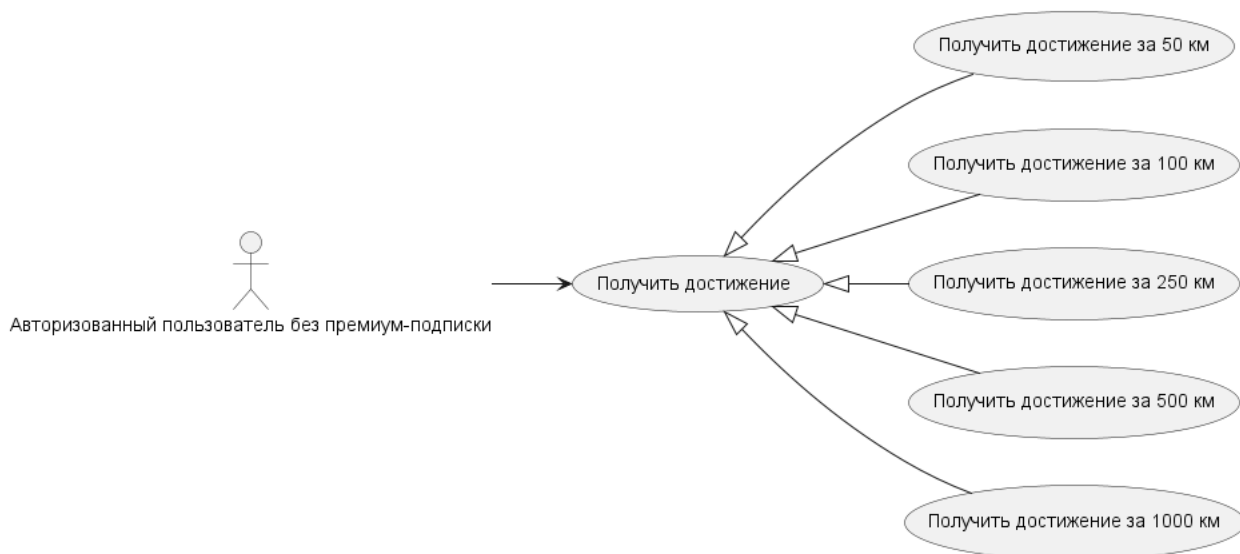 Получить достижение за 50 км
Получить достижение за 100 км
Получить достижение
Получить достижение за 250 км
Авторизованный пользователь без премиум-подписки
Получить достижение за 500 км
Получить достижение за 1000 км